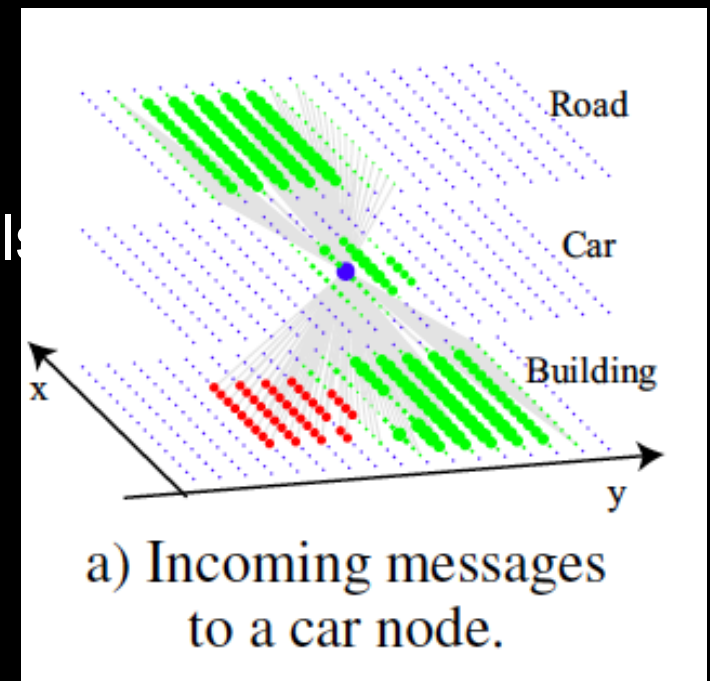 Road
Car
Building
x
y
a) Incoming messages
to a car node.